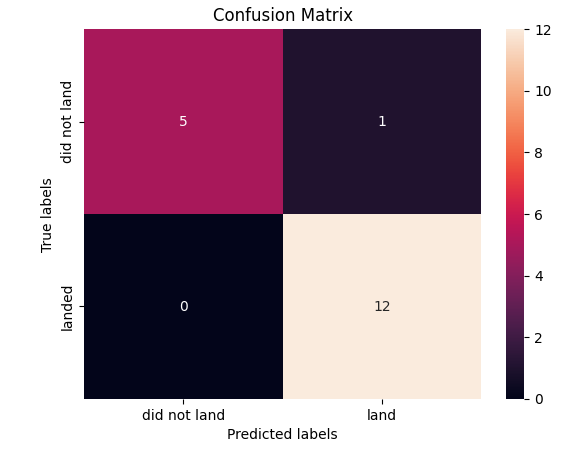 Confusion Matrix
True labels
did not land
landed
5
1
0
12
did not land
land
Predicted labels
12
10
8
6
4
2
0